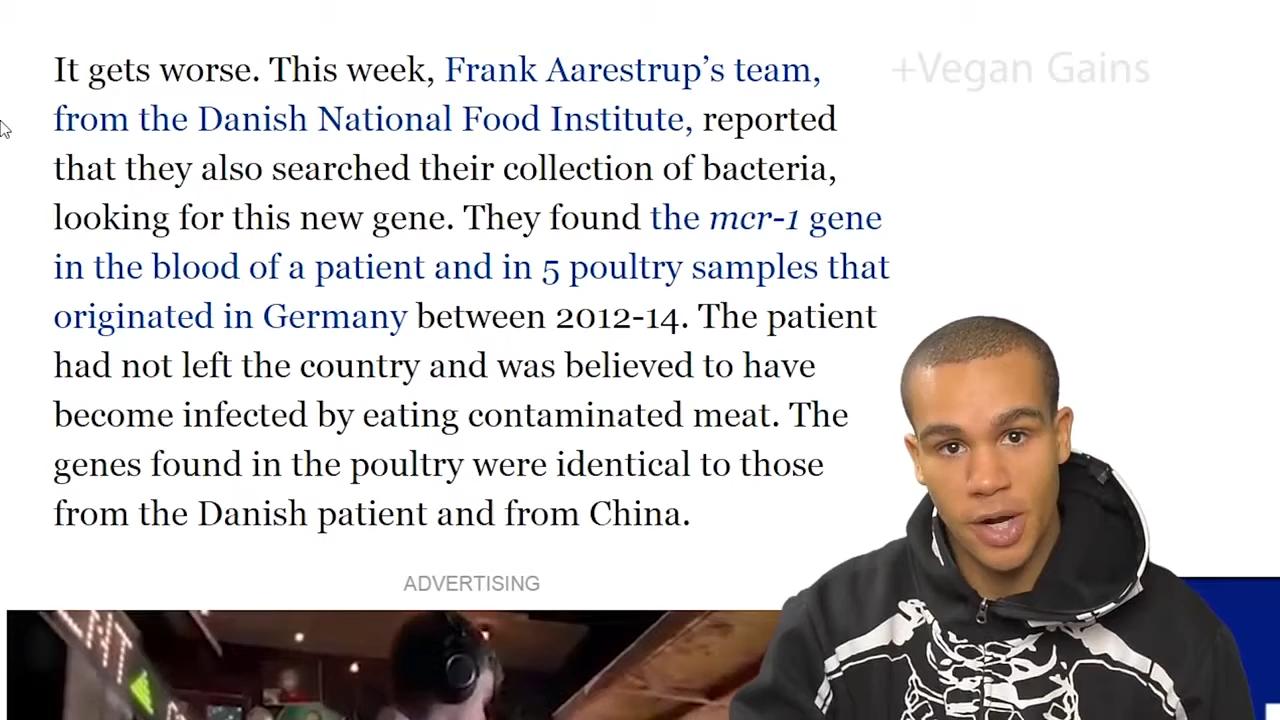 +Vegan Gains
It gets worse. This week, Frank Aarestrup’s team,
from the Danish National Food Institute, reported
that they also searched their collection of bacteria,
looking for this new gene. They found the mcr-1 gene
in the blood of a patient and in 5 poultry samples that
originated in Germany between 2012-14. The patient
had not left the country and was believed to have
become infected by eating contaminated meat. The
genes found in the poultry were identical to those
from the Danish patient and from China.
ADVERTISING